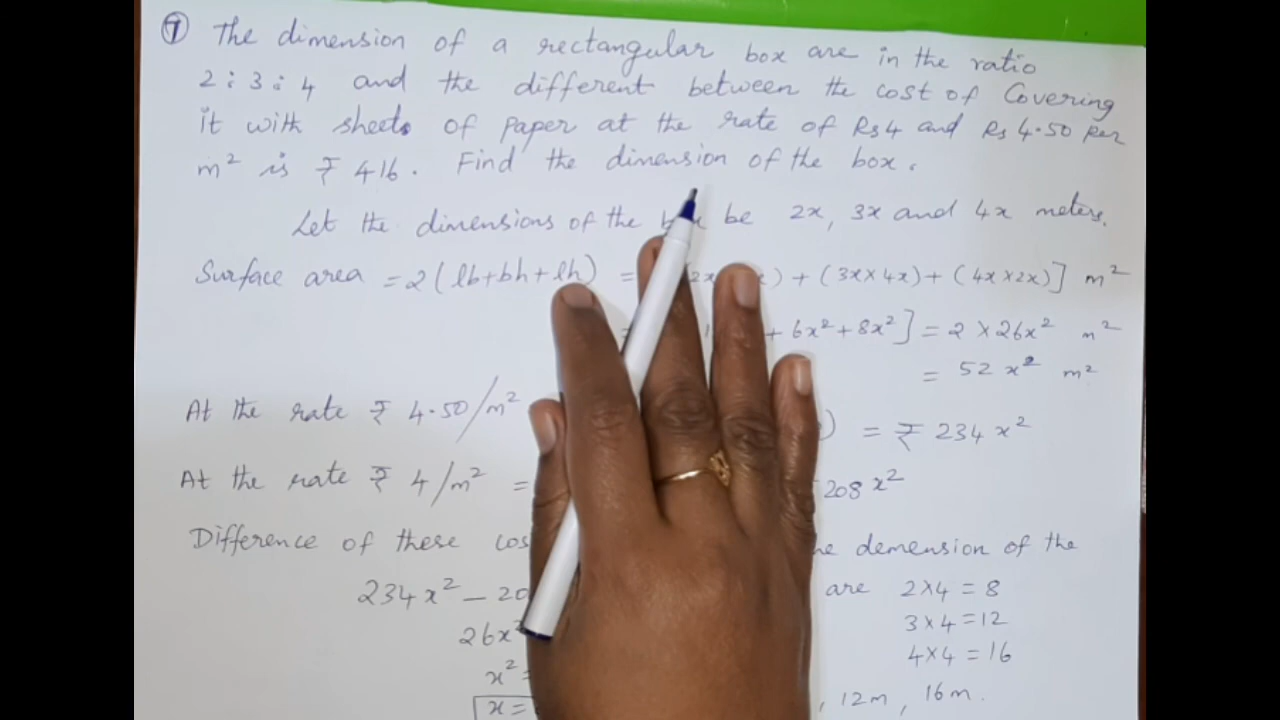 7 The dimension of a rectangular box are in the ratio
2 : 3 : 4 and the different between the cost of Covering
it with sheets of paper at the rate of Rs 4 and Rs 4.50 per
m² is ₹ 416. Find the dimension of the box.
Let the dimensions of the be 2x, 3x and 4x meters.
Surface area = 2(lb+bh+lh) = ) + (3x×4x) + (4x×2x)] m²
+ 6x² + 8x²] = 2 × 26x² m²
= 52 x² m²
At the rate ₹ 4.50/m² ) = ₹ 234 x²
At the rate ₹ 4/m² = 208 x²
Difference of these demension of the
234x² – are 2×4 = 8
3×4 = 12
26x
4×4 = 16
x² =
x = , 12m, 16m.